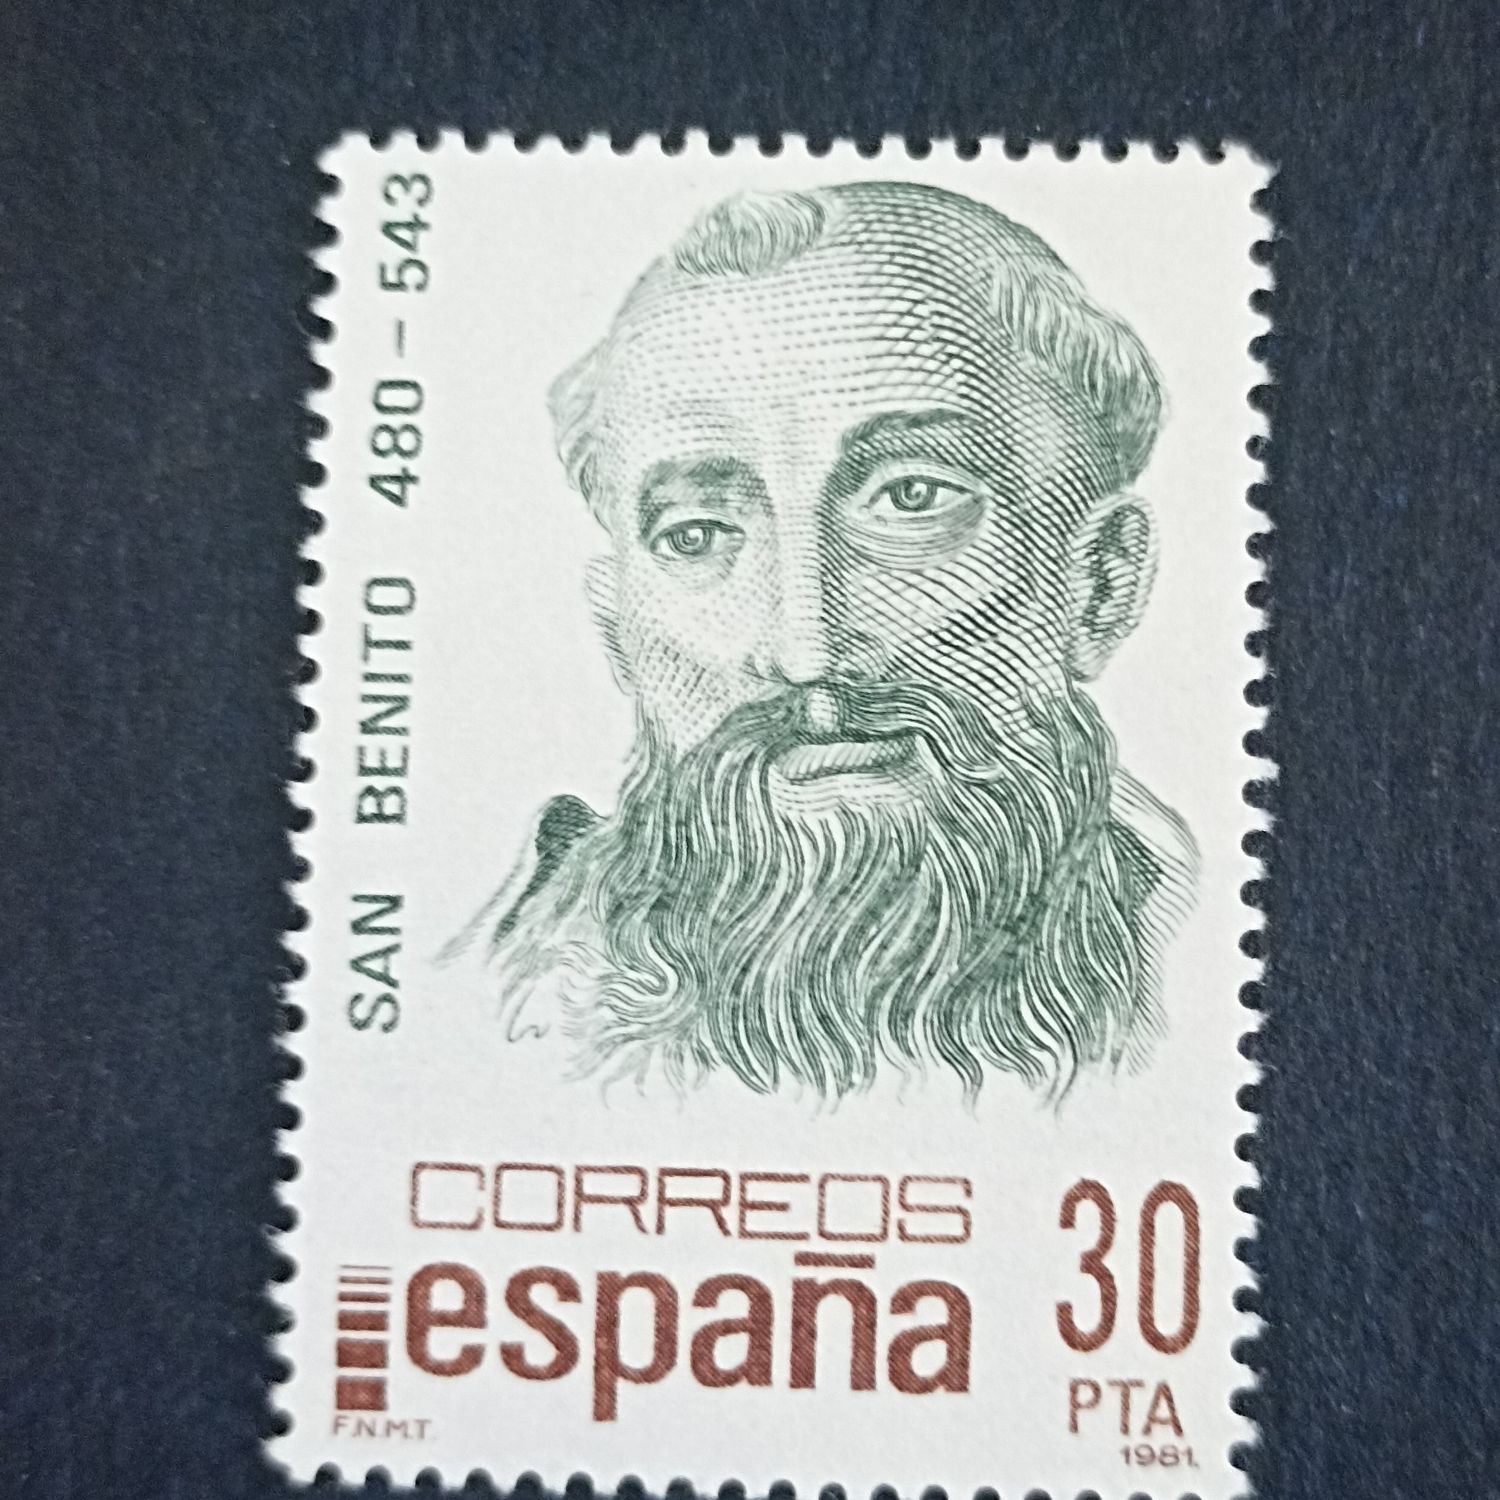 SAN BENITO 480-543
CORREOS
españa
30
PTA
F.N.M.T.
1981.